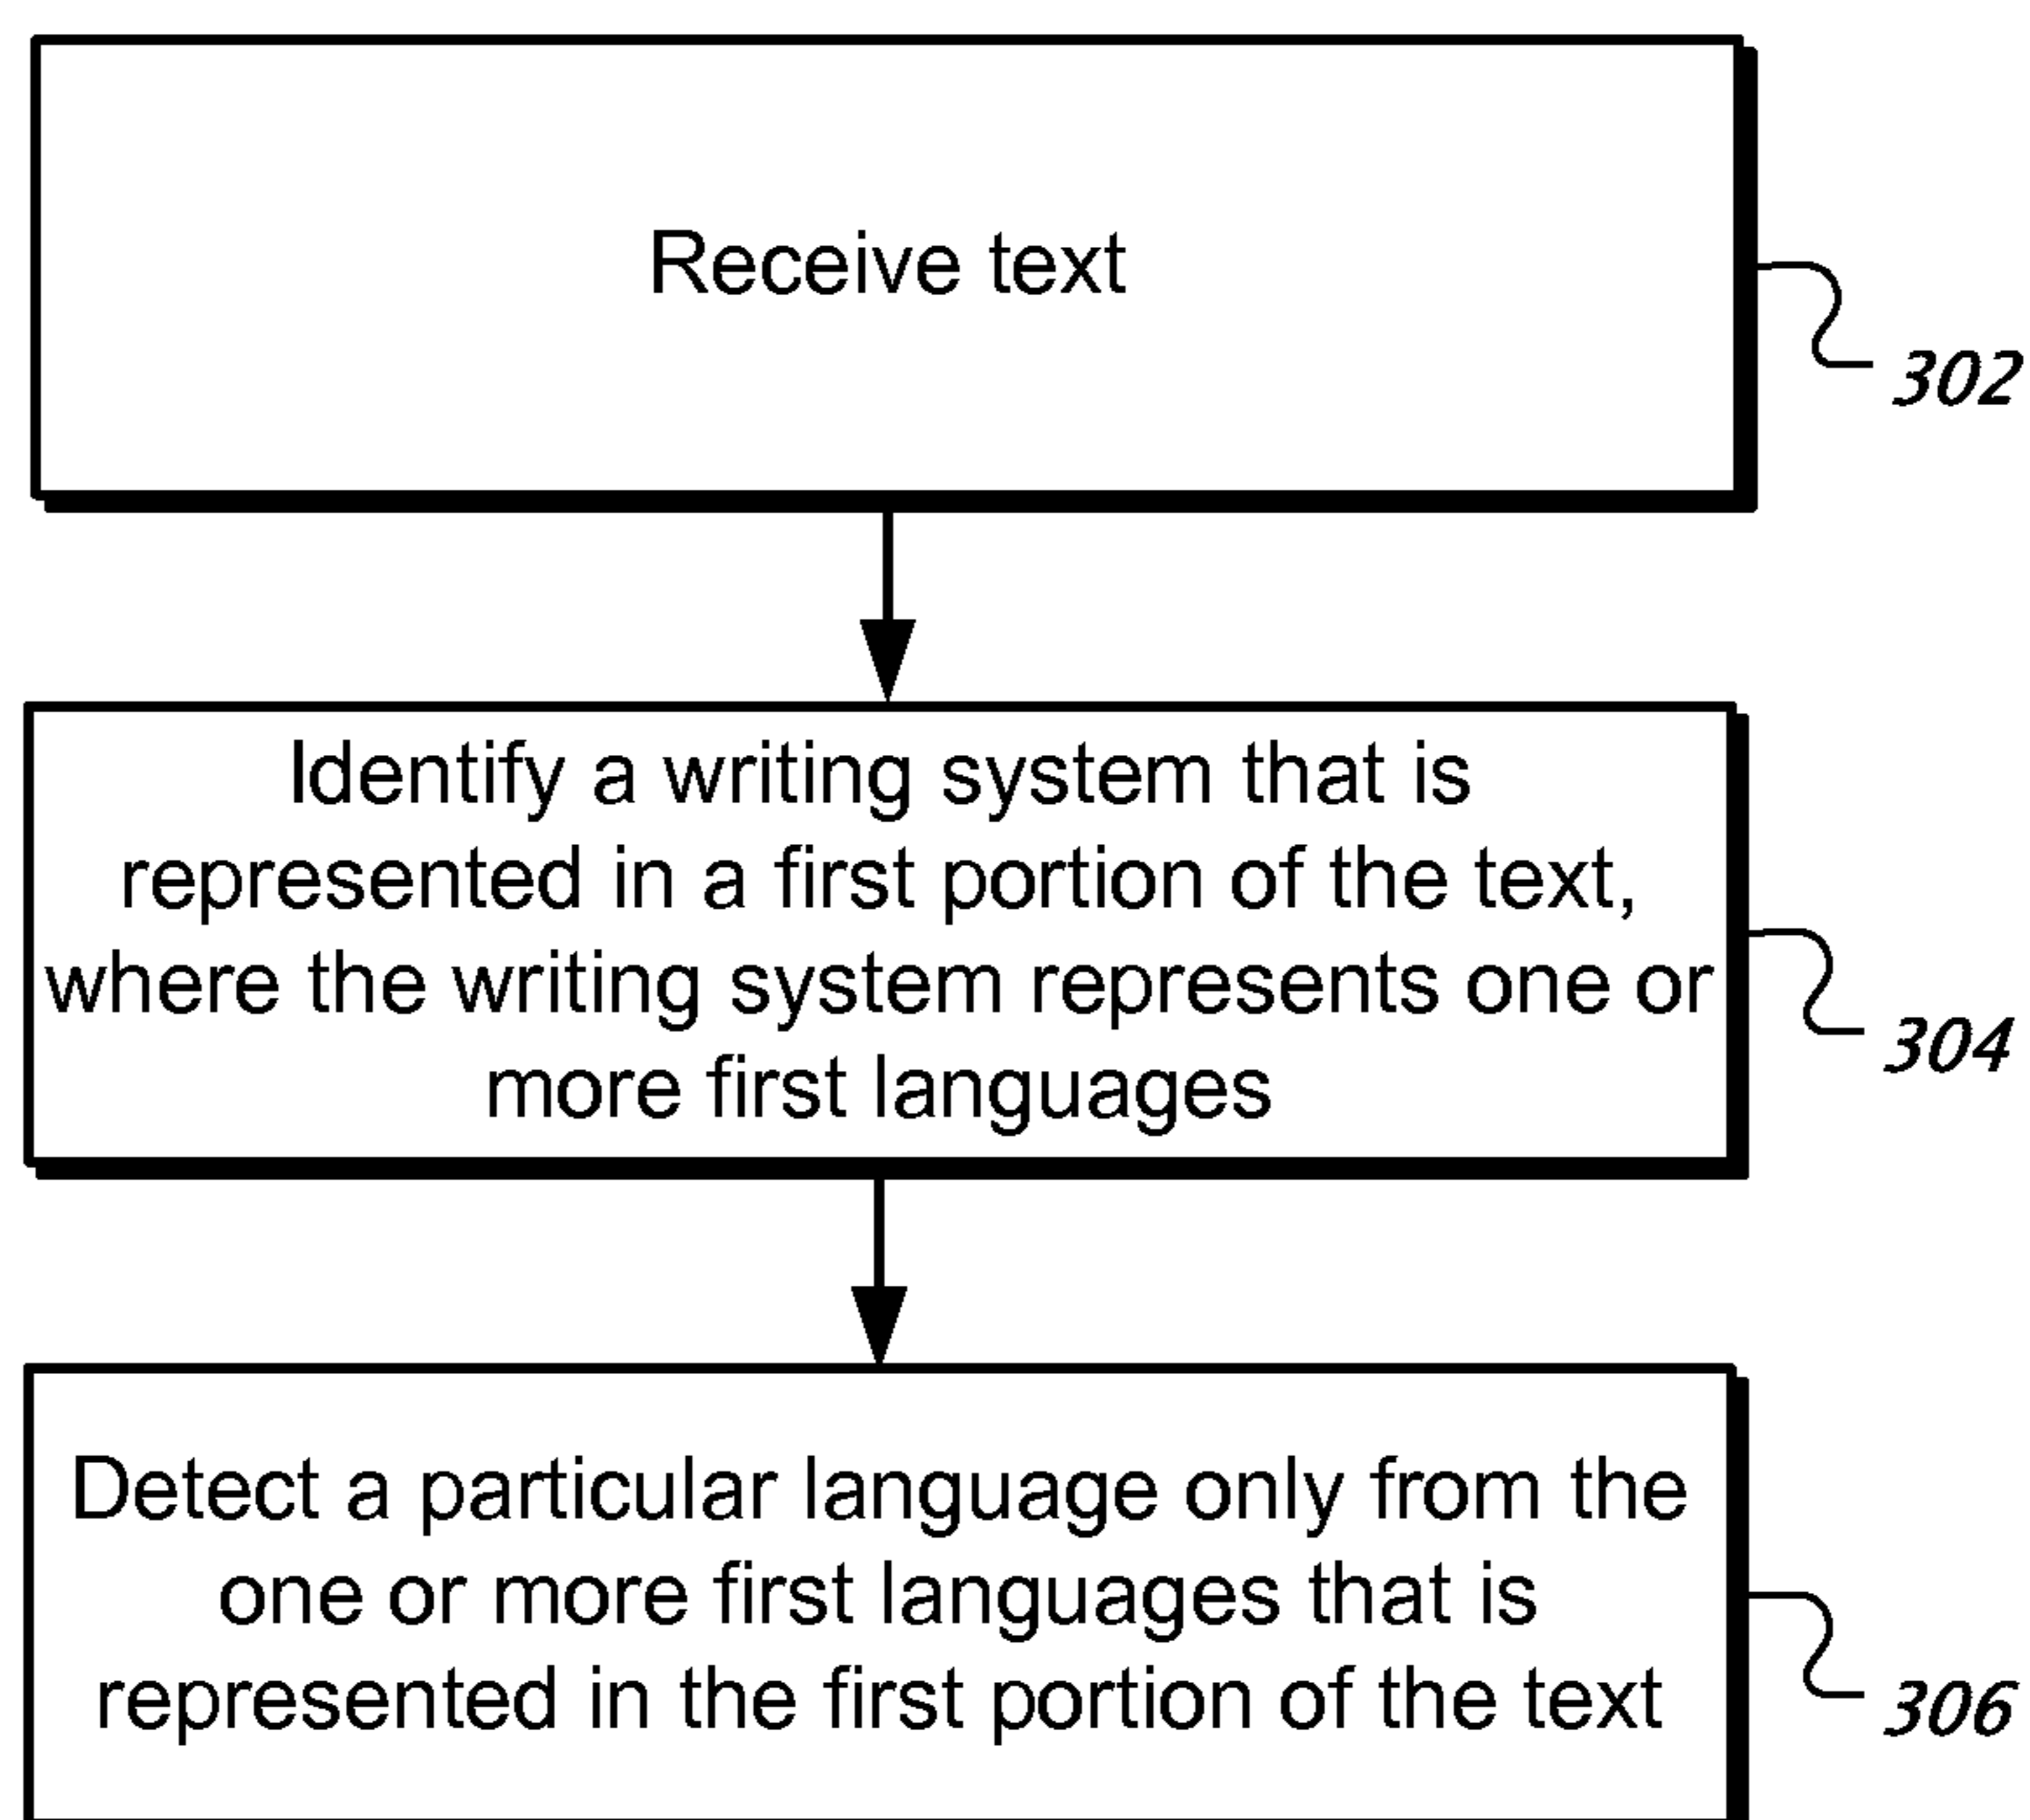 Receive text
302
Identify a writing system that is
represented in a first portion of the text,
where the writing system represents one or
more first languages
304
Detect a particular language only from the
one or more first languages that is
represented in the first portion of the text
306